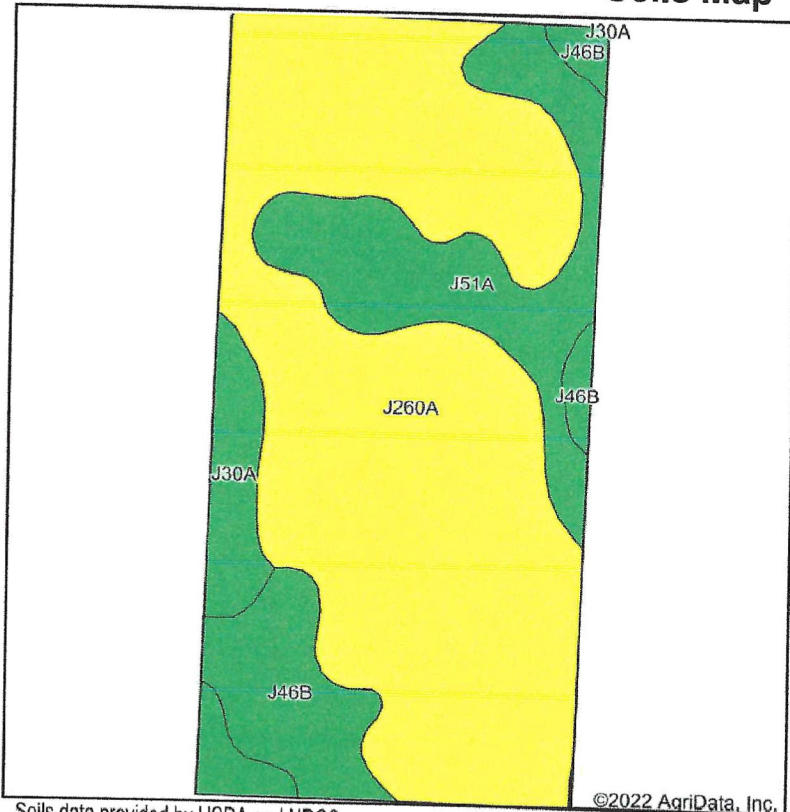 Soils Map
J30A
J46B
J51A
J46B
J260A
J30A
J46B
©2022 AgriData, Inc.
Soils data provided by USDA and NRCS